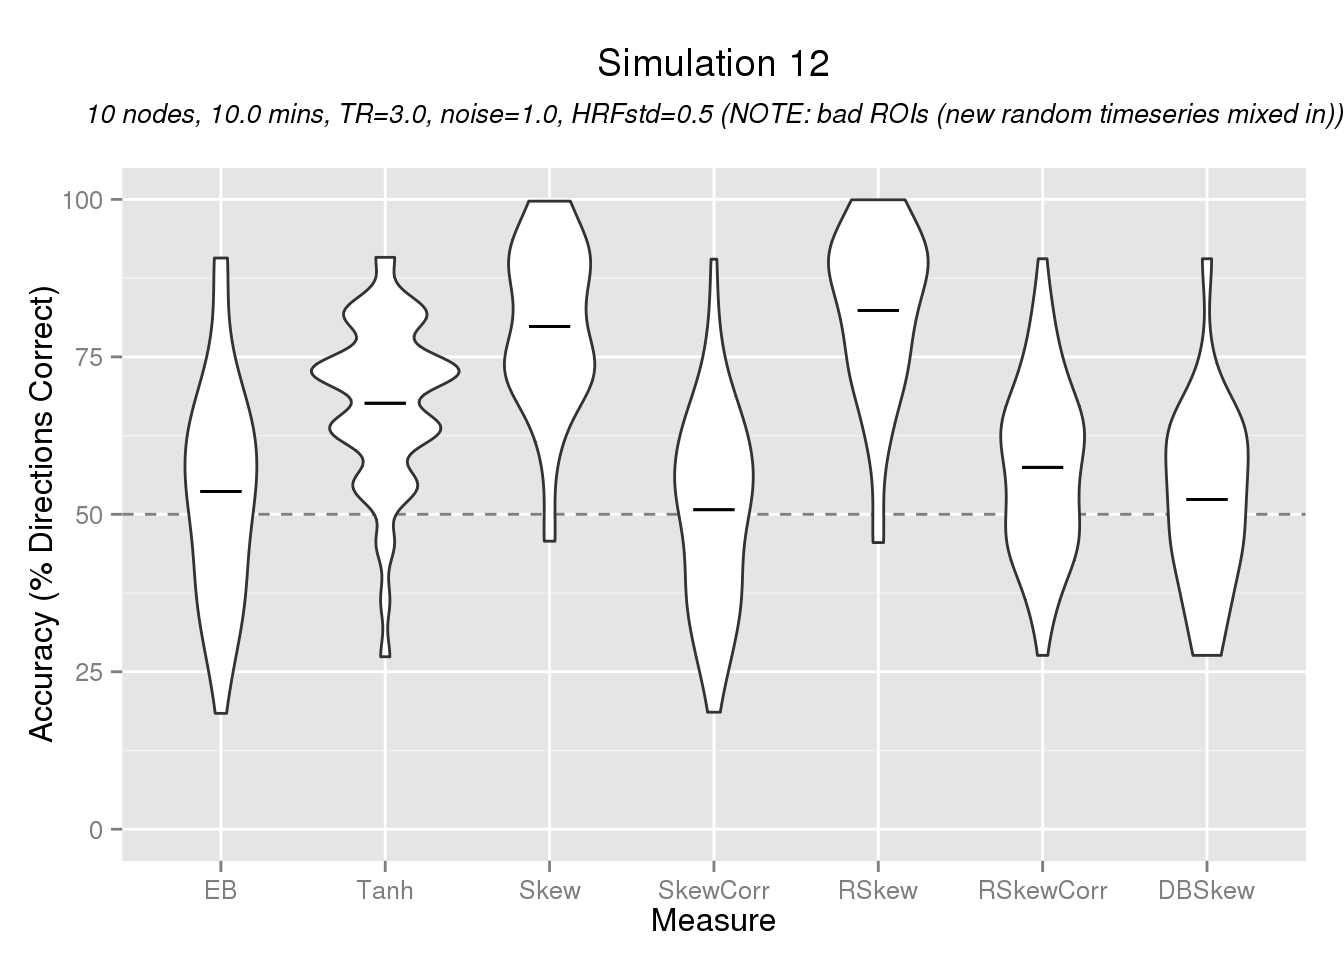 Simulation 12
10 nodes, 10.0 mins, TR=3.0, noise=1.0, HRFstd=0.5 (NOTE: bad ROIs (new random timeseries mixed in))
Accuracy (% Directions Correct)
100
75
50
25
0
EB Tanh Skew SkewCorr RSkew RSkewCorr DBSkew
Measure